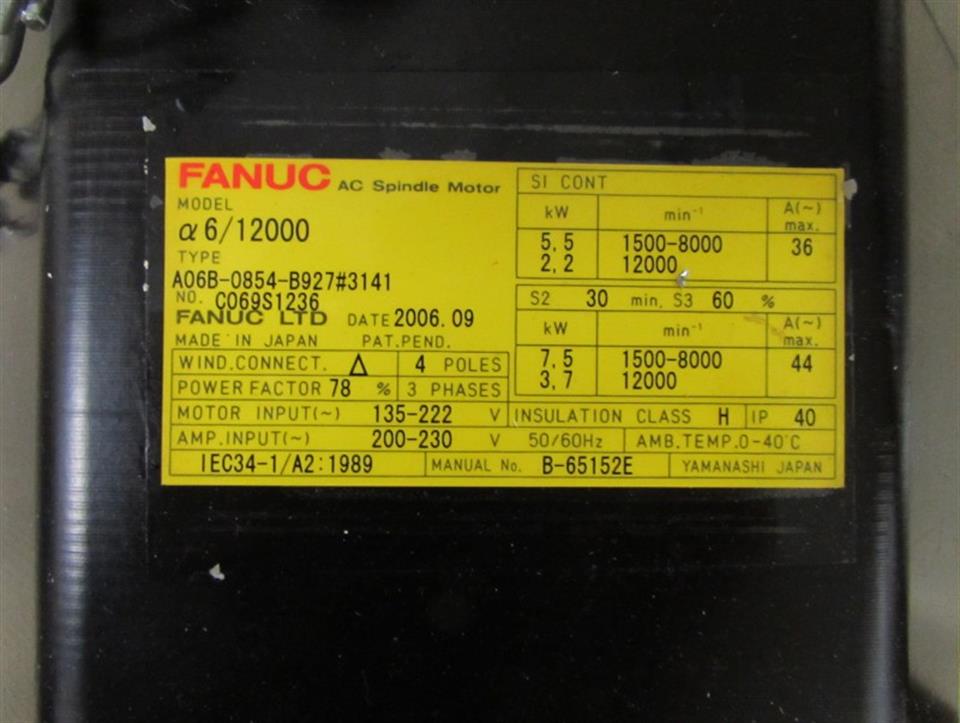 FANUC AC Spindle Motor
MODEL
α6/12000
TYPE
A06B-0854-B927#3141
NO. C069S1236
FANUC LTD DATE 2006.09
MADE IN JAPAN PAT.PEND.
WIND.CONNECT. Δ 4 POLES
POWER FACTOR 78 % 3 PHASES
SI CONT
kW min⁻¹ A(~) max.
5,5 1500-8000 36
2,2 12000
S2 30 min, S3 60 %
kW min⁻¹ A(~) max.
7,5 1500-8000 44
3,7 12000
MOTOR INPUT(~) 135-222 V INSULATION CLASS H IP 40
AMP.INPUT(~) 200-230 V 50/60Hz AMB.TEMP.0-40°C
IEC34-1/A2:1989 MANUAL No. B-65152E YAMANASHI JAPAN